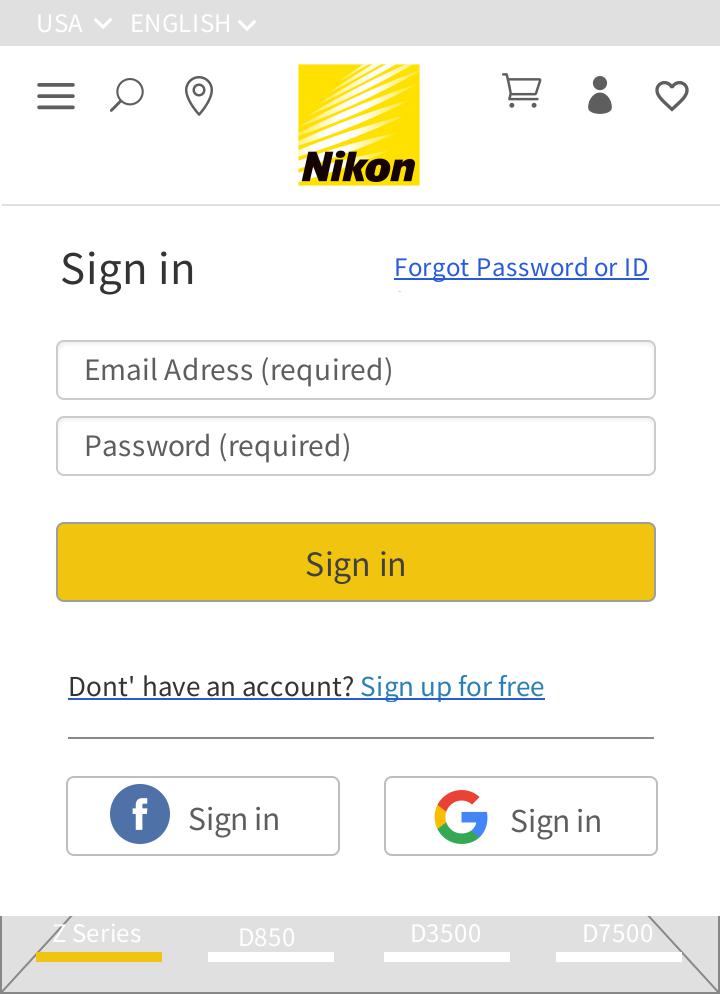 USA ENGLISH
Nikon
Sign in Forgot Password or ID
Email Adress (required)
Password (required)
Sign in
Dont' have an account? Sign up for free
f Sign in G Sign in
Z Series D850 D3500 D7500